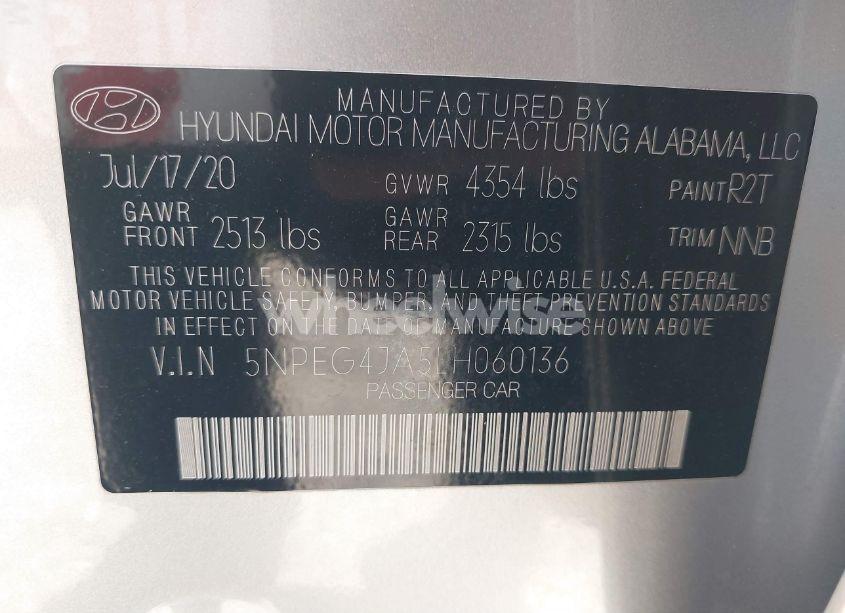 MANUFACTURED BY
HYUNDAI MOTOR MANUFACTURING ALABAMA, LLC
Jul/17/20 GVWR 4354 lbs PAINT R2T
GAWR FRONT 2513 lbs GAWR REAR 2315 lbs TRIM NNB
THIS VEHICLE CONFORMS TO ALL APPLICABLE U.S.A. FEDERAL
MOTOR VEHICLE SAFETY, BUMPER, AND THEFT PREVENTION STANDARDS
IN EFFECT ON THE DATE OF MANUFACTURE SHOWN ABOVE
V.I.N 5NPEG4JA5LH060136
PASSENGER CAR
wheelwise